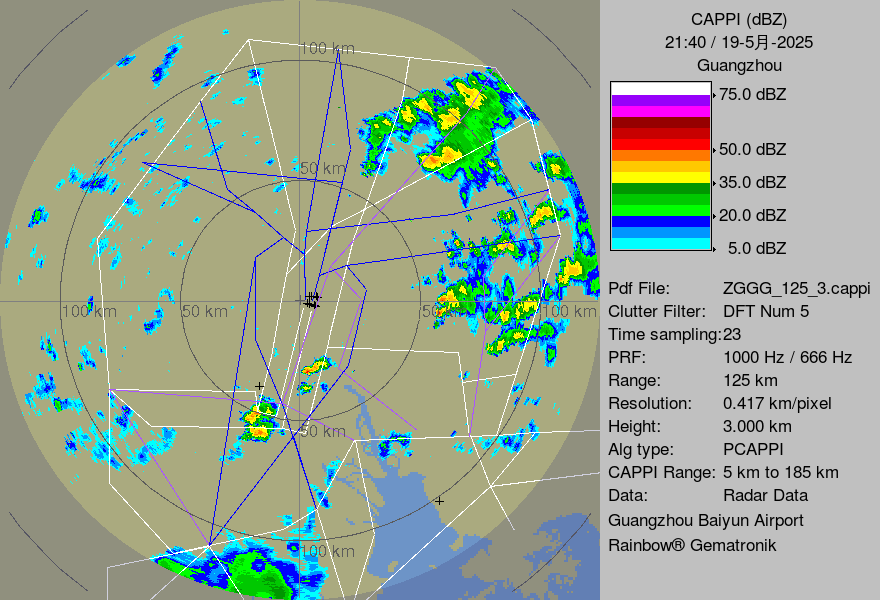 CAPPI (dBZ)
21:40 / 19-5月-2025
Guangzhou
75.0 dBZ
50.0 dBZ
35.0 dBZ
20.0 dBZ
5.0 dBZ
Pdf File: ZGGG_125_3.cappi
Clutter Filter: DFT Num 5
Time sampling:23
PRF: 1000 Hz / 666 Hz
Range: 125 km
Resolution: 0.417 km/pixel
Height: 3.000 km
Alg type: PCAPPI
CAPPI Range: 5 km to 185 km
Data: Radar Data
Guangzhou Baiyun Airport
Rainbow® Gematronik
100 km
50 km
100 km
50 km
50 km
100 km
50 km
100 km